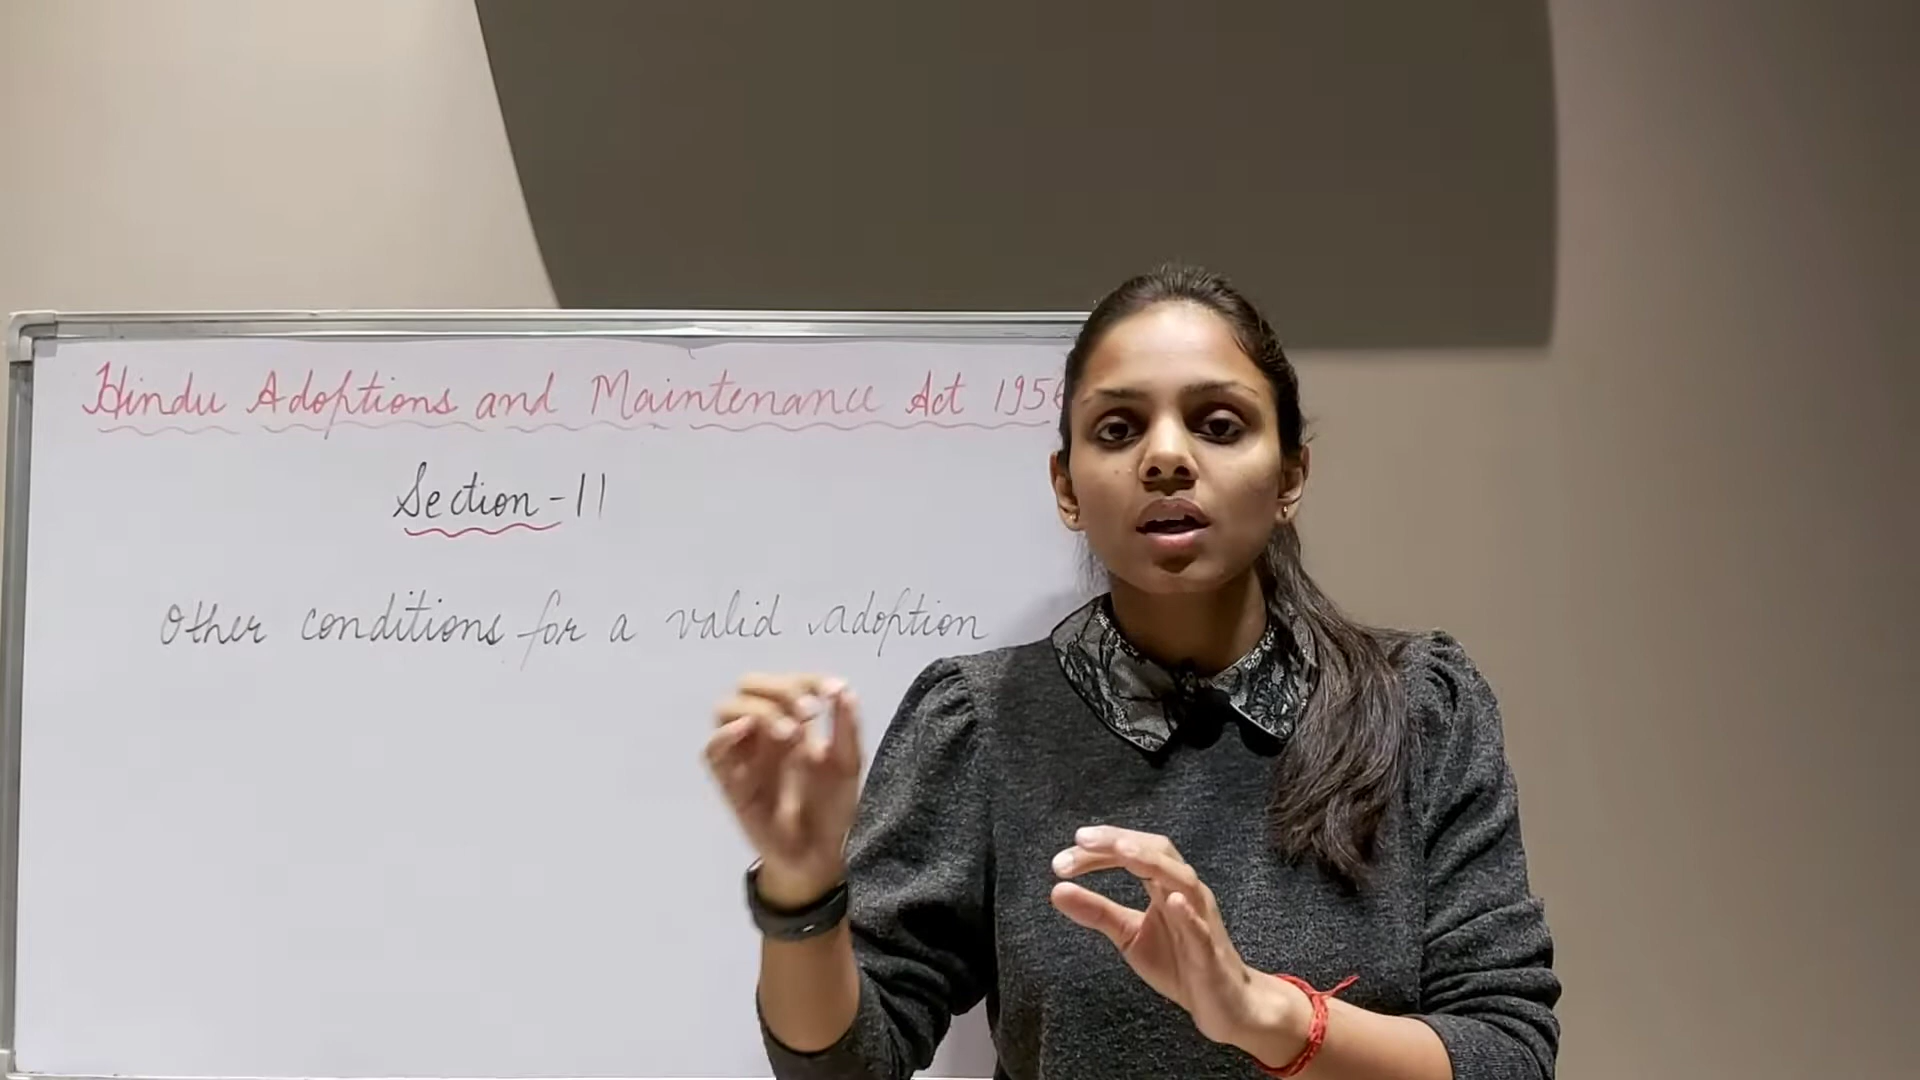 Hindu Adoptions and Maintenance Act 1956
Section - 11
Other conditions for a valid adoption